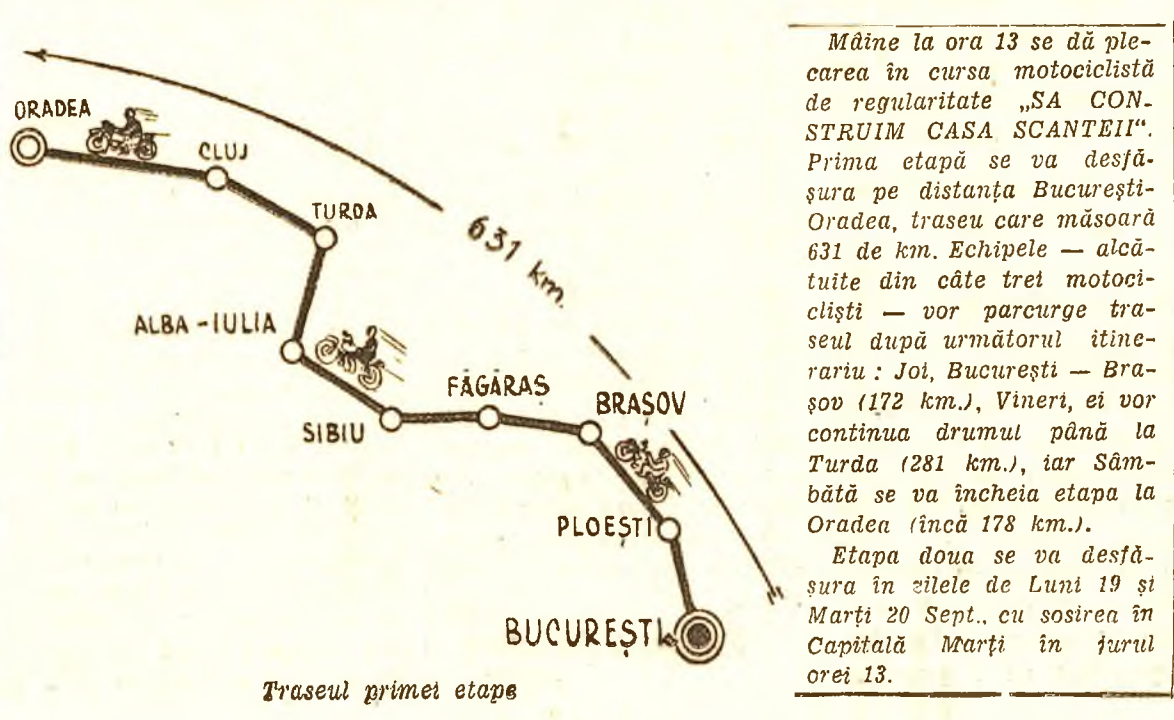 ORADEA
CLUJ
TURDA
631 km.
ALBA-IULIA
FĂGĂRAS
BRAȘOV
SIBIU
PLOEȘTI
BUCUREȘTI
Traseul primei etape
Mâine la ora 13 se dă ple-
carea în cursa motociclistă
de regularitate „SA CON-
STRUIM CASA SCANTEII“.
Prima etapă se va desfă-
șura pe distanța București-
Oradea, traseu care măsoară
631 de km. Echipele — alcă-
tuite din câte trei motoci-
cliști — vor parcurge tra-
seul după următorul itine-
rariu : Joi, București — Bra-
șov (172 km.), Vineri, ei vor
continua drumul până la
Turda (281 km.), iar Sâm-
bătă se va încheia etapa la
Oradea (încă 178 km.).
Etapa doua se va desfă-
șura în zilele de Luni 19 și
Marți 20 Sept., cu sosirea în
Capitală Marți în jurul
orei 13.